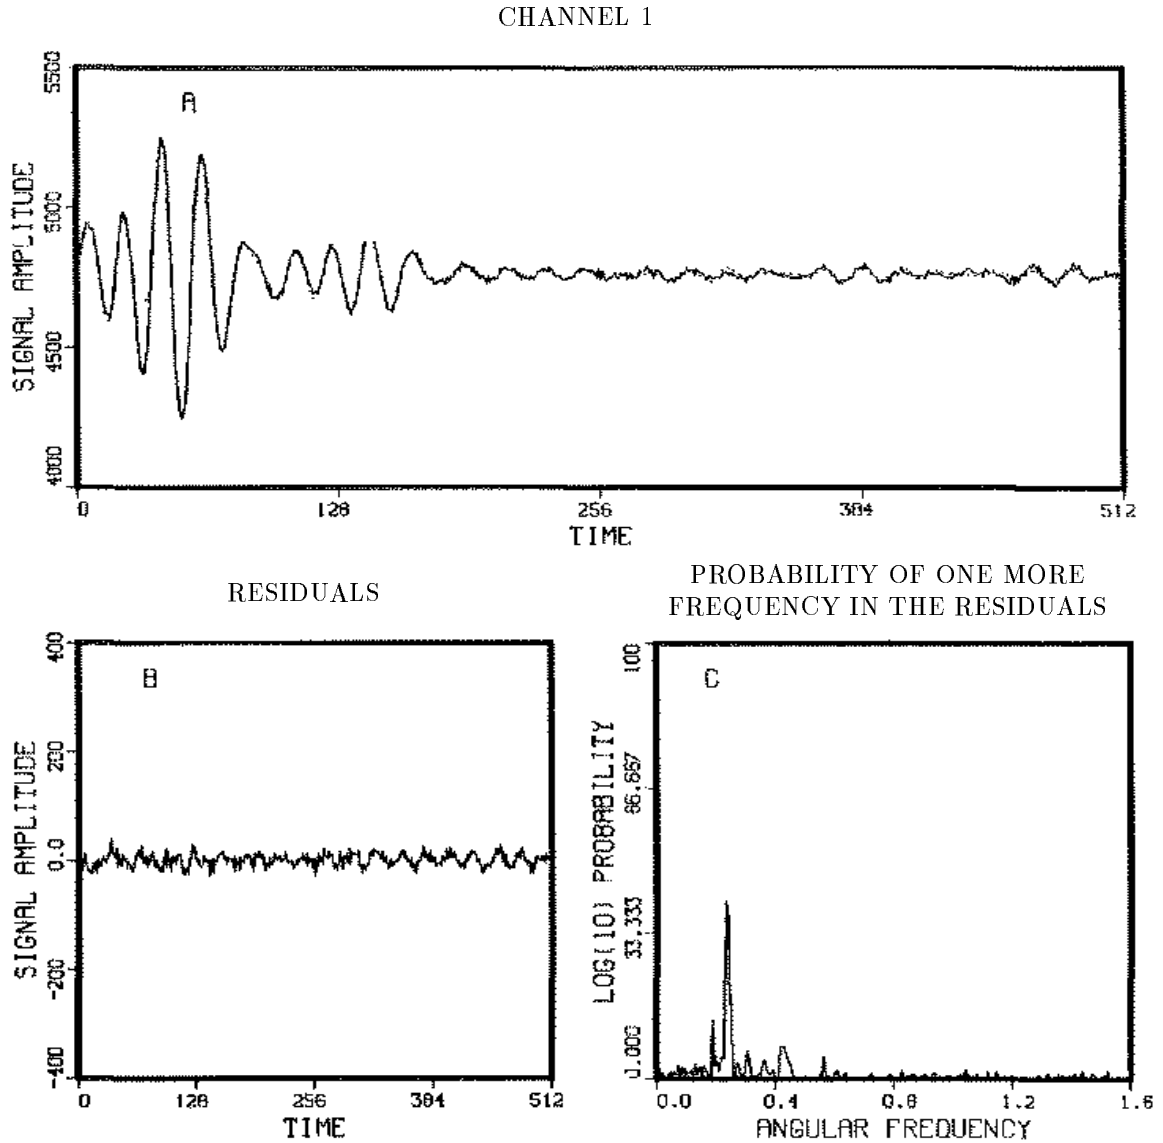 CHANNEL 1
A
SIGNAL AMPLITUDE
5500
5000
4500
4000
0 128 256 384 512
TIME
RESIDUALS
B
SIGNAL AMPLITUDE
400
200
0.0
-200
-400
0 128 256 384 512
TIME
PROBABILITY OF ONE MORE
FREQUENCY IN THE RESIDUALS
C
LOG(10) PROBABILITY
100
66.667
33.333
0.000
0.0 0.4 0.8 1.2 1.6
ANGULAR FREQUENCY